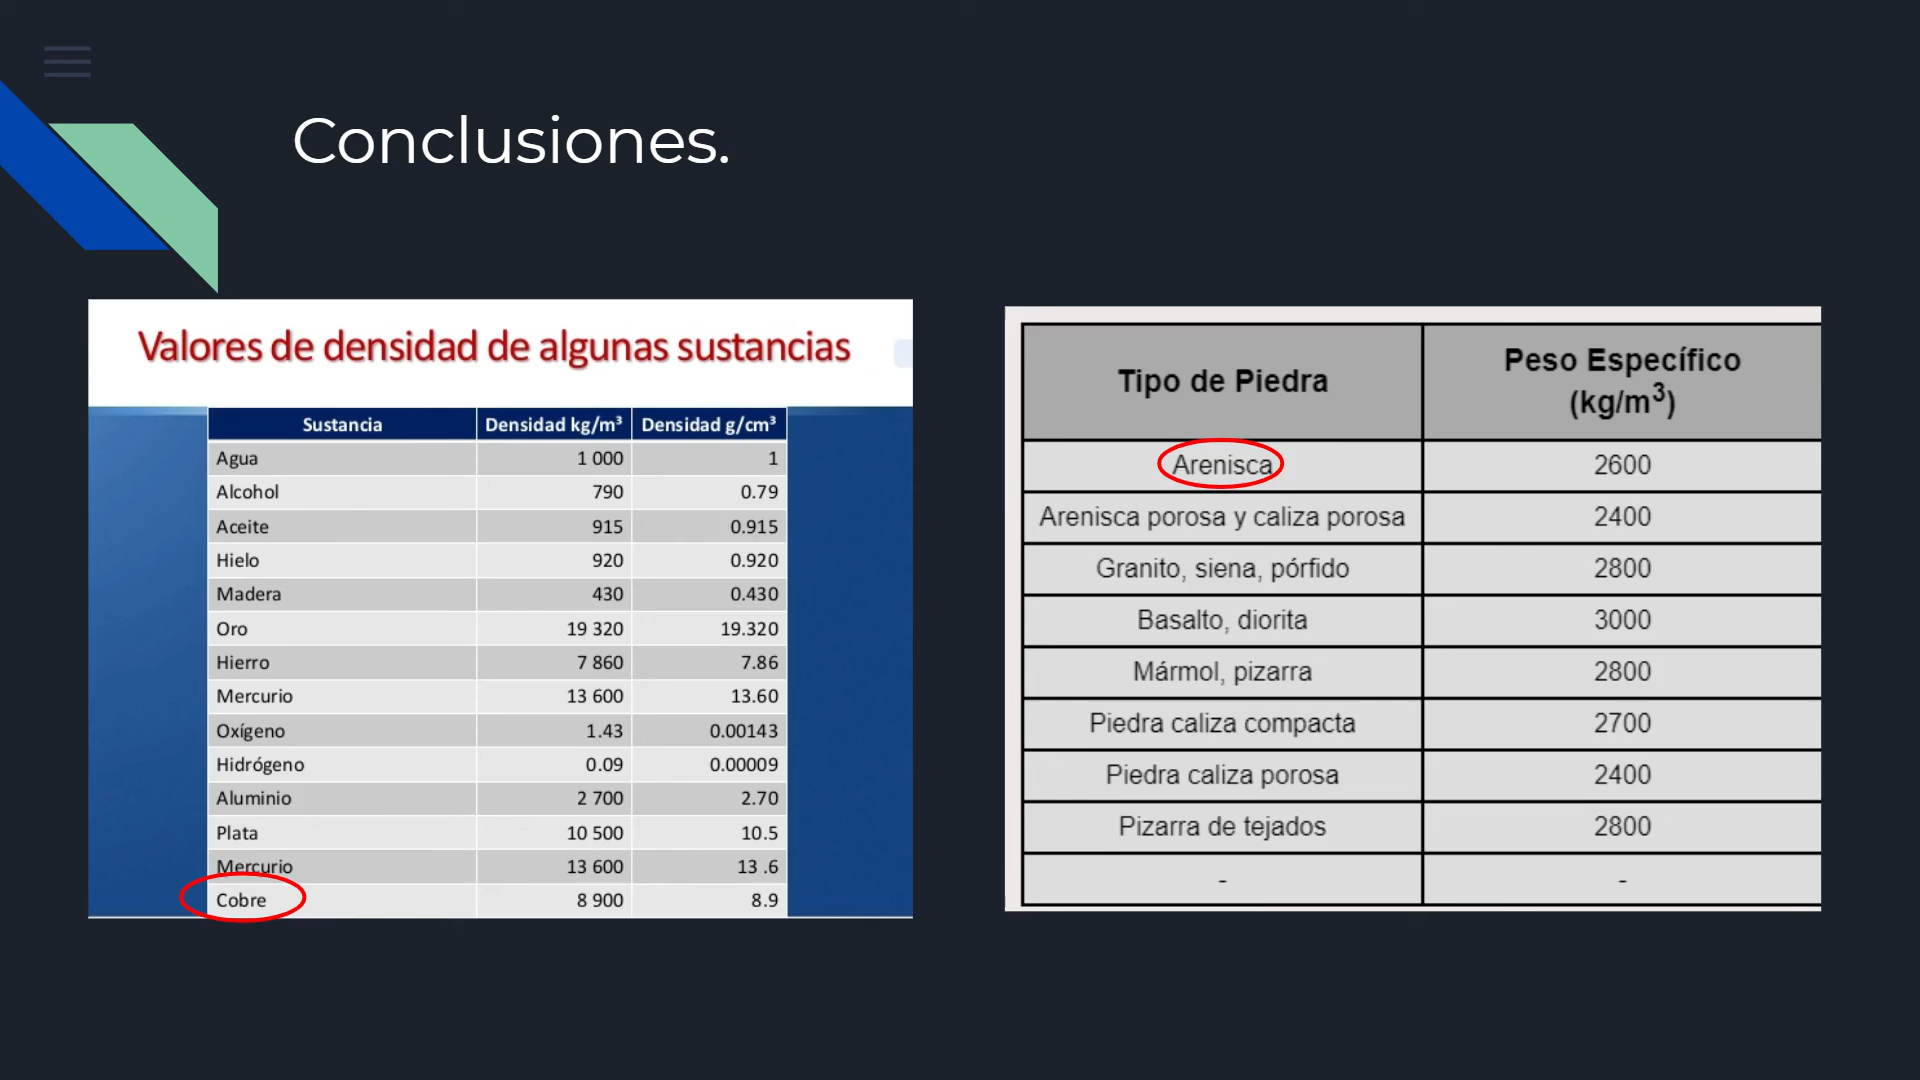 Conclusiones.
Valores de densidad de algunas sustancias
Sustancia Densidad kg/m³ Densidad g/cm³
Agua 1 000 1
Alcohol 790 0.79
Aceite 915 0.915
Hielo 920 0.920
Madera 430 0.430
Oro 19 320 19.320
Hierro 7 860 7.86
Mercurio 13 600 13.60
Oxígeno 1.43 0.00143
Hidrógeno 0.09 0.00009
Aluminio 2 700 2.70
Plata 10 500 10.5
Mercurio 13 600 13 .6
Cobre 8 900 8.9
Tipo de Piedra Peso Específico
(kg/m³)
Arenisca 2600
Arenisca porosa y caliza porosa 2400
Granito, siena, pórfido 2800
Basalto, diorita 3000
Mármol, pizarra 2800
Piedra caliza compacta 2700
Piedra caliza porosa 2400
Pizarra de tejados 2800
- -